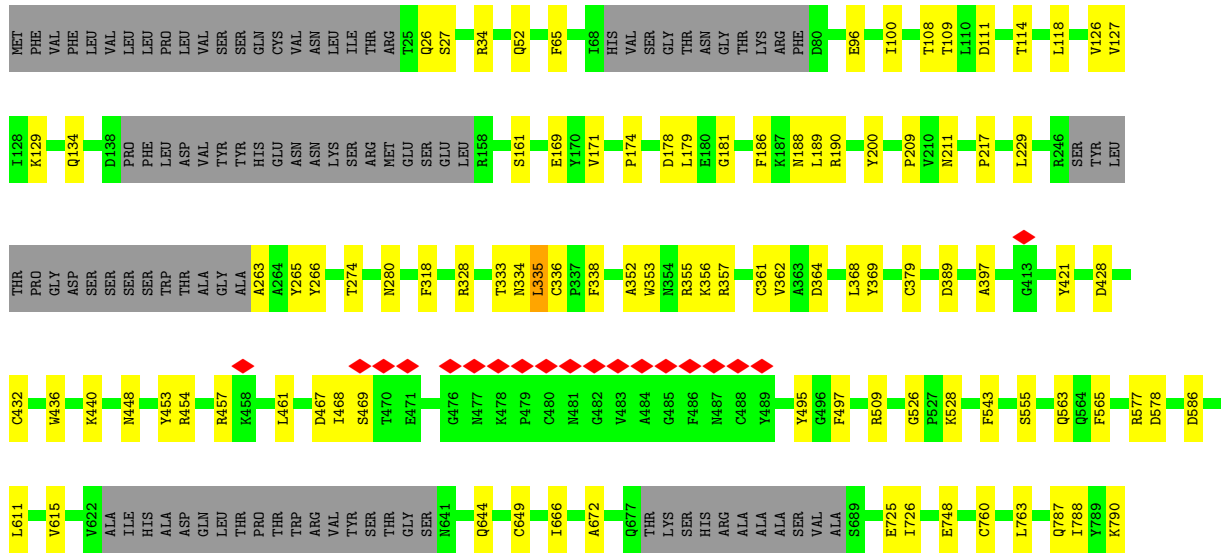 MET PHE VAL PHE LEU VAL LEU LEU PRO LEU VAL SER SER GLN CYS VAL ASN LEU ILE THR ARG T25 Q26 S27 R34 Q52 F65 I68 HIS VAL SER GLY THR ASN GLY THR LYS ARG PHE D80 E96 I100 T108 T109 L110 D111 T114 L118 V126 V127
I128 K129 Q134 D138 PRO PHE LEU ASP VAL TYR TYR HIS GLU ASN ASN LYS SER ARG MET GLU SER GLU LEU R158 S161 E169 Y170 V171 P174 D178 L179 E180 G181 F186 K187 N188 L189 R190 Y200 P209 V210 N211 P217 L229 R246 SER TYR LEU
THR PRO GLY ASP SER SER SER SER TRP THR ALA GLY ALA A263 A264 Y265 Y266 T274 N280 F318 R328 T333 N334 L335 C336 P337 F338 A352 W353 N354 R355 K356 R357 C361 V362 A363 D364 L368 Y369 C379 D389 A397 G413 Y421 D428
C432 W436 K440 N448 Y453 R454 R457 K458 L461 D467 I468 S469 T470 E471 G476 N477 K478 P479 C480 N481 G482 V483 A484 G485 F486 N487 C488 Y489 Y495 G496 F497 R509 G526 P527 K528 F543 S555 Q563 Q564 F565 R577 D578 D586
L611 V615 V622 ALA ILE HIS ALA ASP GLN LEU THR PRO THR TRP ARG VAL TYR SER THR GLY SER N641 Q644 C649 I666 A672 Q677 THR LYS SER HIS ARG ALA ALA ALA SER VAL ALA S689 E725 I726 E748 C760 L763 Q787 I788 Y789 K790